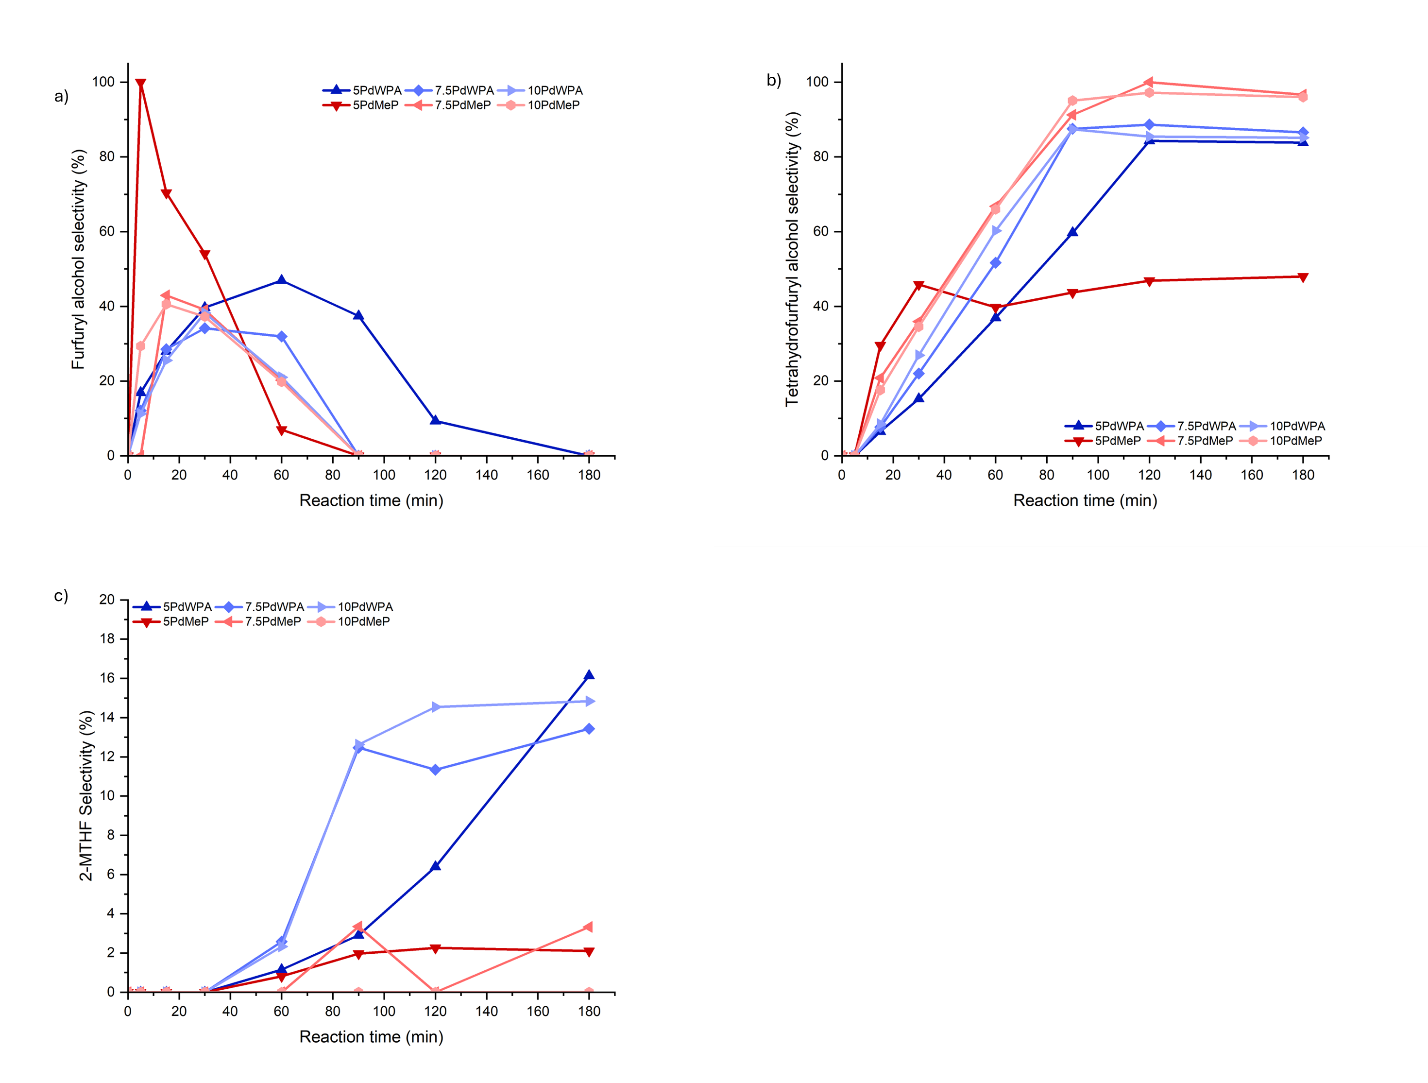 a)
5PdWPA 7.5PdWPA 10PdWPA
5PdMeP 7.5PdMeP 10PdMeP
Furfuryl alcohol selectivity (%)
100
80
60
40
20
0
0 20 40 60 80 100 120 140 160 180
Reaction time (min)
b)
Tetrahydrofurfuryl alcohol selectivity (%)
100
80
60
40
20
0
5PdWPA 7.5PdWPA 10PdWPA
5PdMeP 7.5PdMeP 10PdMeP
0 20 40 60 80 100 120 140 160 180
Reaction time (min)
c)
5PdWPA 7.5PdWPA 10PdWPA
5PdMeP 7.5PdMeP 10PdMeP
2-MTHF Selectivity (%)
20
18
16
14
12
10
8
6
4
2
0
0 20 40 60 80 100 120 140 160 180
Reaction time (min)